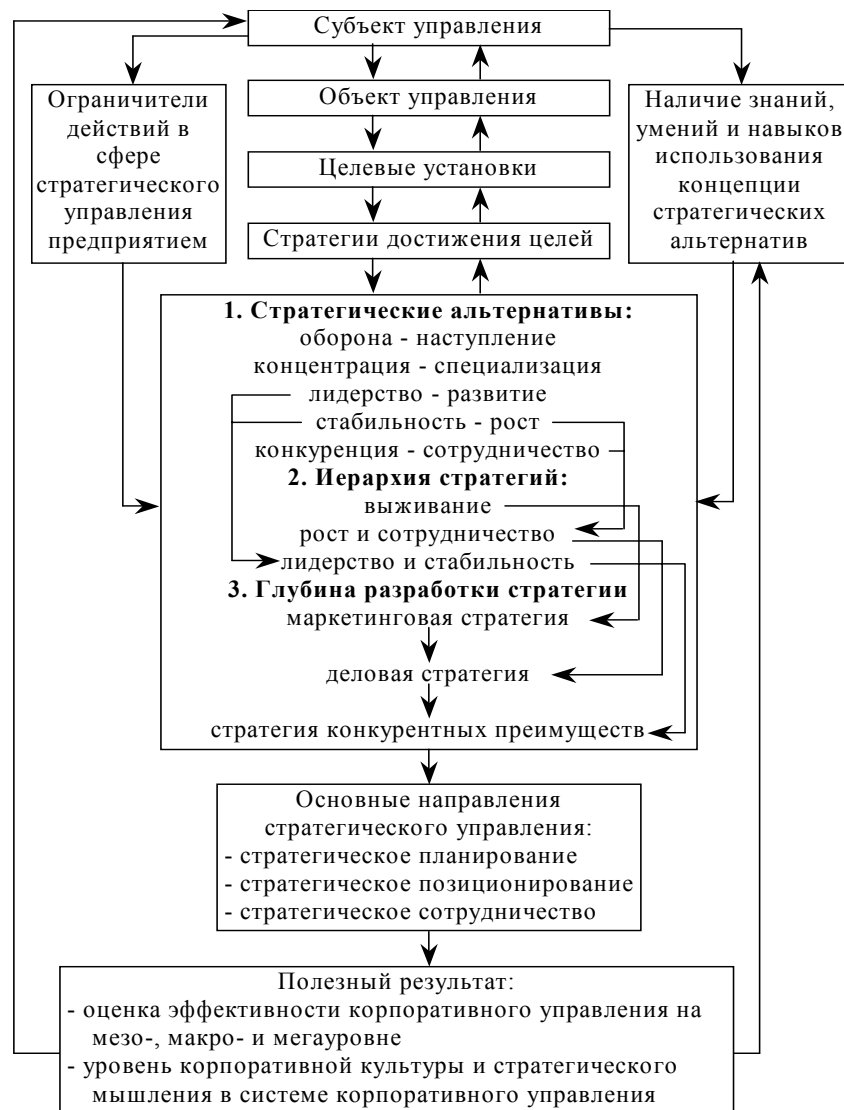 Субъект управления
Ограничители
действий в
сфере
стратегического
управления
предприятием
Объект управления
Целевые установки
Стратегии достижения целей
Наличие знаний,
умений и навыков
использования
концепции
стратегических
альтернатив
1. Стратегические альтернативы:
оборона - наступление
концентрация - специализация
лидерство - развитие
стабильность - рост
конкуренция - сотрудничество
2. Иерархия стратегий:
выживание
рост и сотрудничество
лидерство и стабильность
3. Глубина разработки стратегии
маркетинговая стратегия
деловая стратегия
стратегия конкурентных преимуществ
Основные направления
стратегического управления:
- стратегическое планирование
- стратегическое позиционирование
- стратегическое сотрудничество
Полезный результат:
- оценка эффективности корпоративного управления на
мезо-, макро- и мегауровне
- уровень корпоративной культуры и стратегического
мышления в системе корпоративного управления